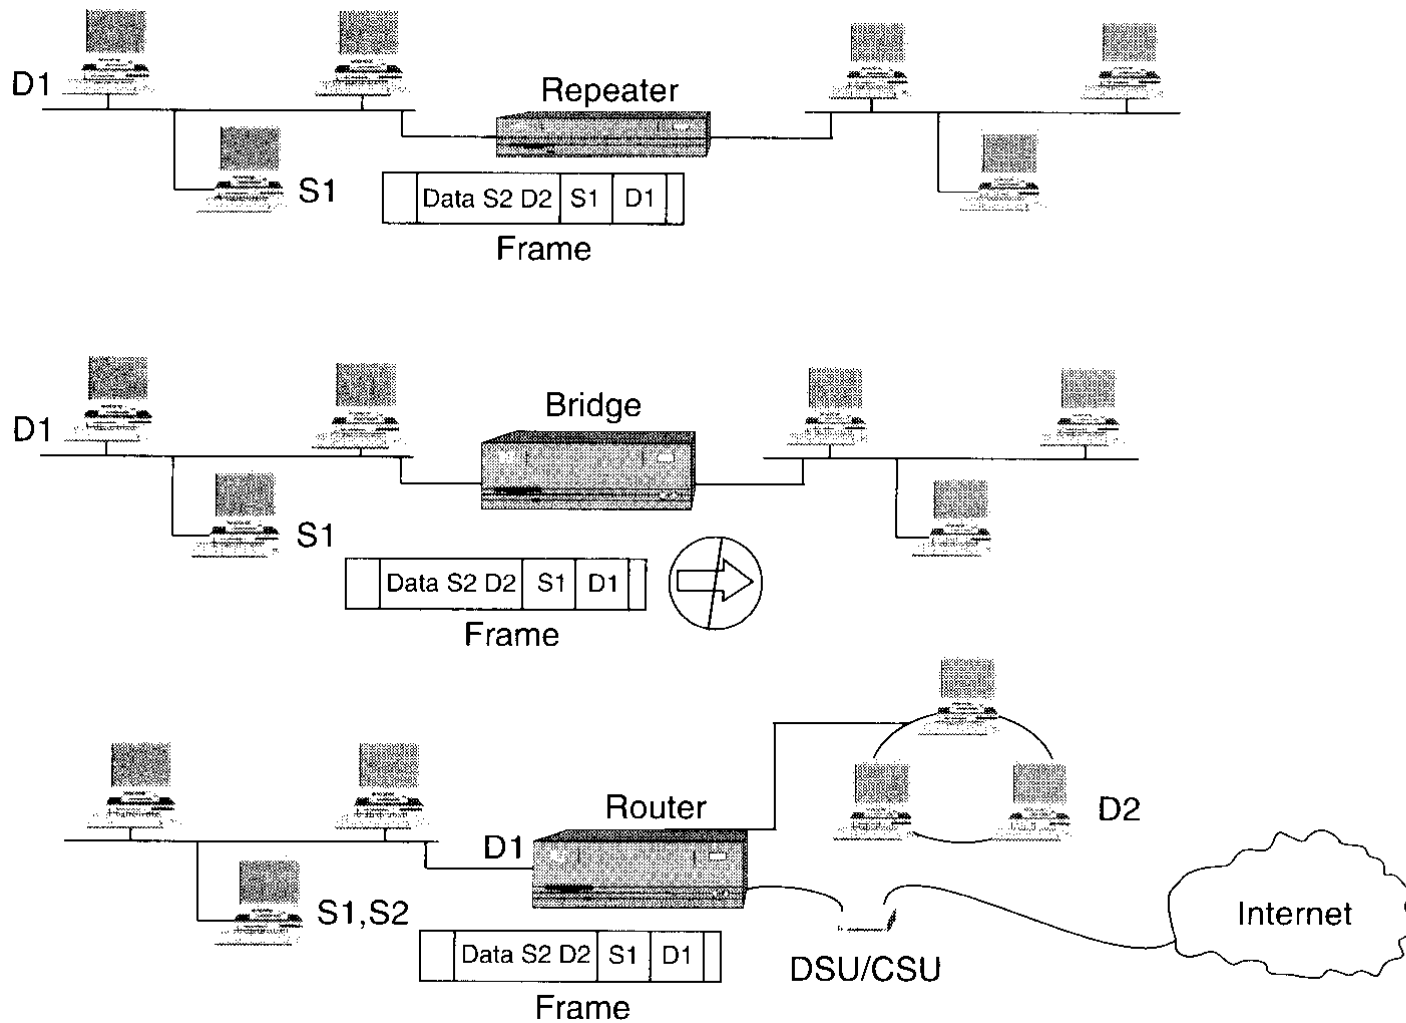 Repeater
D1
S1
Data S2 D2 S1 D1
Frame
Bridge
D1
S1
Data S2 D2 S1 D1
Frame
Router
D1
D2
S1,S2
Internet
Data S2 D2 S1 D1
DSU/CSU
Frame